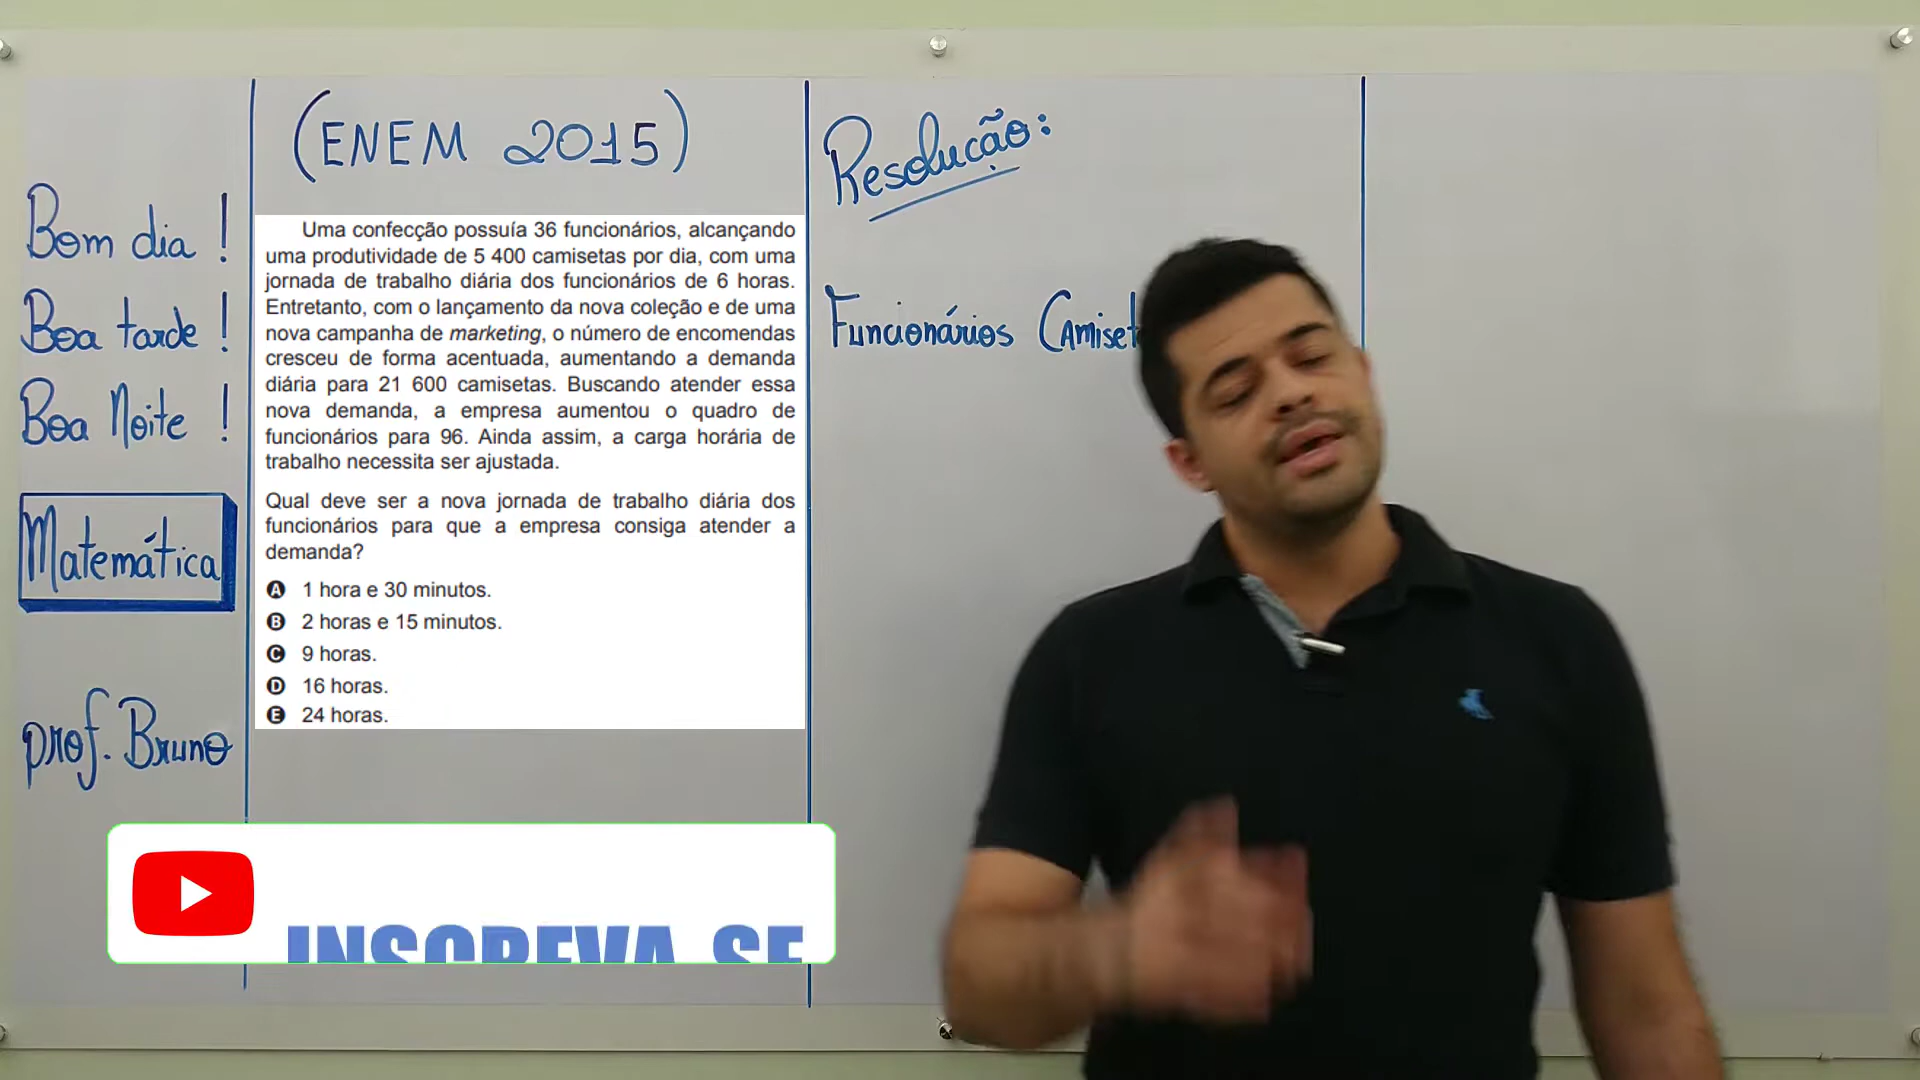 Bom dia !
Boa tarde !
Boa Noite !
Matemática
prof. Bruno
(ENEM 2015)
Uma confecção possuía 36 funcionários, alcançando
uma produtividade de 5 400 camisetas por dia, com uma
jornada de trabalho diária dos funcionários de 6 horas.
Entretanto, com o lançamento da nova coleção e de uma
nova campanha de marketing, o número de encomendas
cresceu de forma acentuada, aumentando a demanda
diária para 21 600 camisetas. Buscando atender essa
nova demanda, a empresa aumentou o quadro de
funcionários para 96. Ainda assim, a carga horária de
trabalho necessita ser ajustada.
Qual deve ser a nova jornada de trabalho diária dos
funcionários para que a empresa consiga atender a
demanda?
A 1 hora e 30 minutos.
B 2 horas e 15 minutos.
C 9 horas.
D 16 horas.
E 24 horas.
INSCREVA-SE
Resolução:
Funcionários Camiset